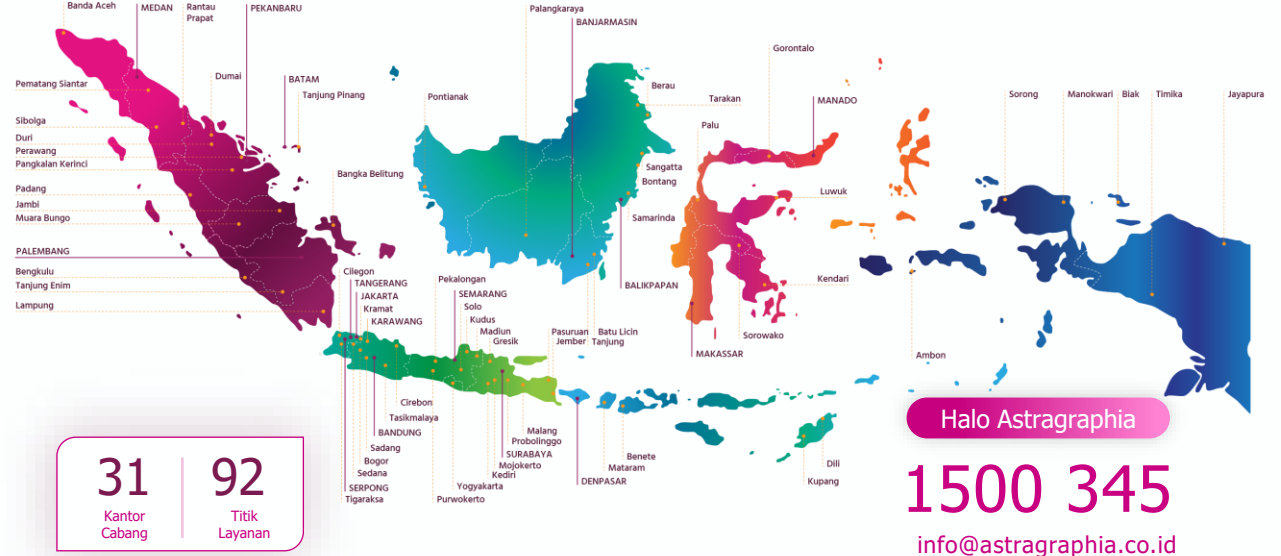 Banda Aceh
MEDAN
Rantau
Prapat
PEKANBARU
Palangkaraya
BANJARMASIN
Gorontalo
Pematang Siantar
Dumai
BATAM
Tanjung Pinang
Pontianak
Berau
Tarakan
MANADO
Sorong
Manokwari
Biak
Timika
Jayapura
Sibolga
Duri
Perawang
Pangkalan Kerinci
Palu
Padang
Jambi
Muara Bungo
Bangka Belitung
Sangatta
Bontang
Samarinda
Luwuk
PALEMBANG
Bengkulu
Tanjung Enim
Lampung
Cilegon
TANGERANG
JAKARTA
Kramat
KARAWANG
Pekalongan
SEMARANG
Solo
Kudus
Madiun
Gresik
Pasuruan
Jember
Batu Licin
Tanjung
BALIKPAPAN
Kendari
Sorowako
MAKASSAR
Ambon
Cirebon
Tasikmalaya
BANDUNG
Sadang
Bogor
Sedana
SERPONG
Tigaraksa
Malang
Probolinggo
SURABAYA
Mojokerto
Kediri
Yogyakarta
Purwokerto
Benete
Mataram
DENPASAR
Dili
Kupang
31
Kantor
Cabang
92
Titik
Layanan
Halo Astragraphia
1500 345
info@astragraphia.co.id